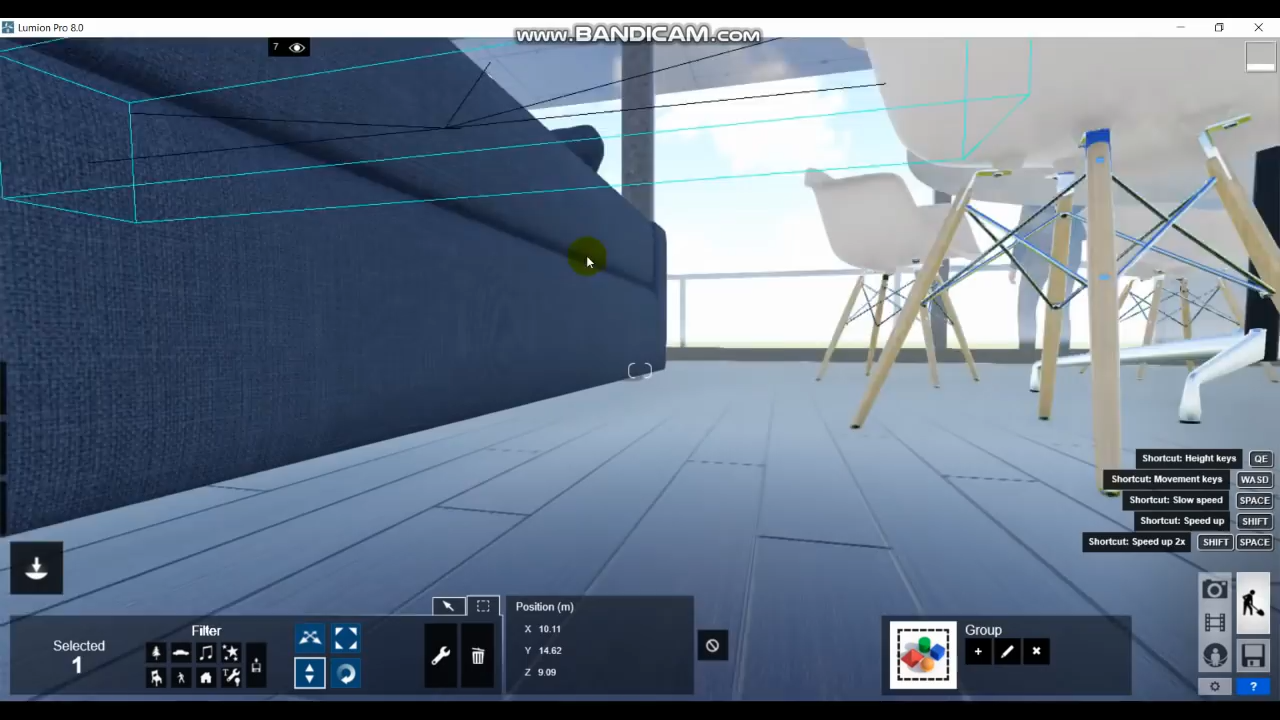 Lumion Pro 8.0
www.BANDICAM.com
7
Shortcut: Height keys QE
Shortcut: Movement keys WASD
Shortcut: Slow speed SPACE
Shortcut: Speed up SHIFT
Shortcut: Speed up 2x SHIFT SPACE
Selected
1
Filter
Position (m)
X 10.11
Y 14.62
Z 9.09
Group
?